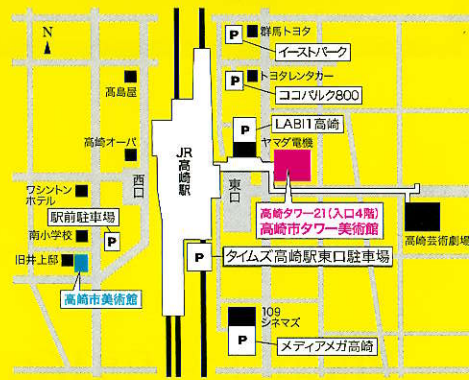 N
P
群馬トヨタ
イーストパーク
髙島屋
P
トヨタレンタカー
ココパルク800
P
LABI1高崎
高崎オーパ
ヤマダ電機
JR
高崎駅
西口
東口
ワシントン
ホテル
高崎タワー21(入口4階)
高崎市タワー美術館
駅前駐車場
P
南小学校
高崎芸術劇場
旧井上邸
P
タイムズ高崎駅東口駐車場
高崎市美術館
109
シネマズ
P
メディアメガ高崎